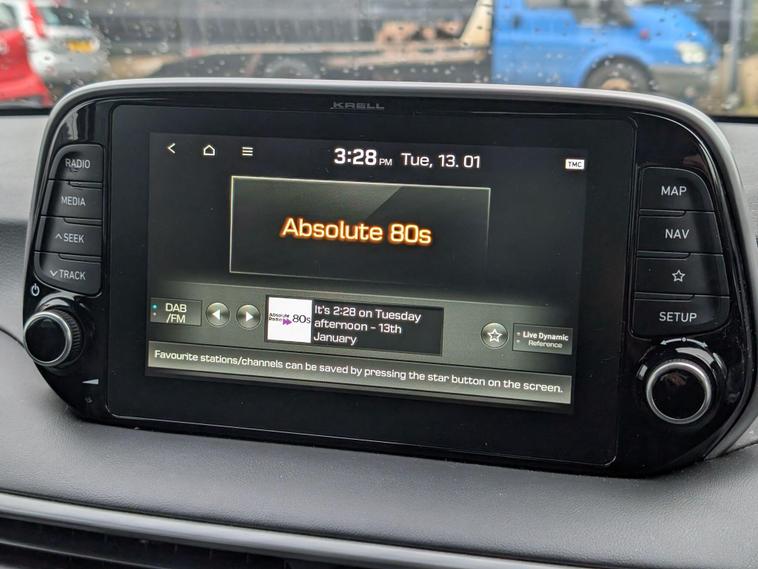 KRELL
RADIO
MEDIA
^ SEEK
v TRACK
3:28 PM Tue, 13. 01
TMC
Absolute 80s
DAB
/FM
Absolute
Radio 80s
It's 2:28 on Tuesday
afternoon - 13th
January
Live Dynamic
Reference
Favourite stations/channels can be saved by pressing the star button on the screen.
MAP
NAV
SETUP